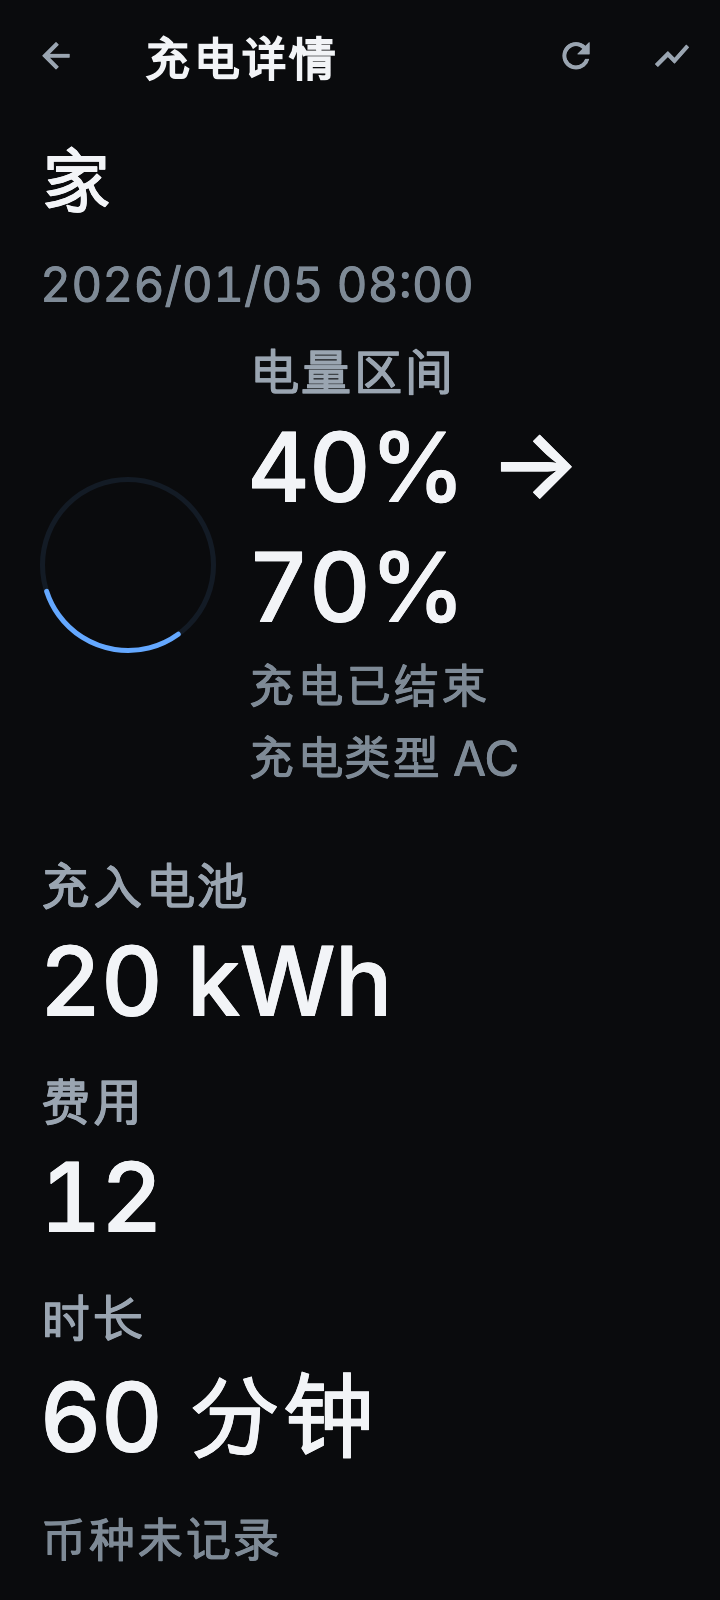 充电详情
家
2026/01/05 08:00
电量区间
40% →
70%
充电已结束
充电类型 AC
充入电池
20 kWh
费用
12
时长
60 分钟
币种未记录